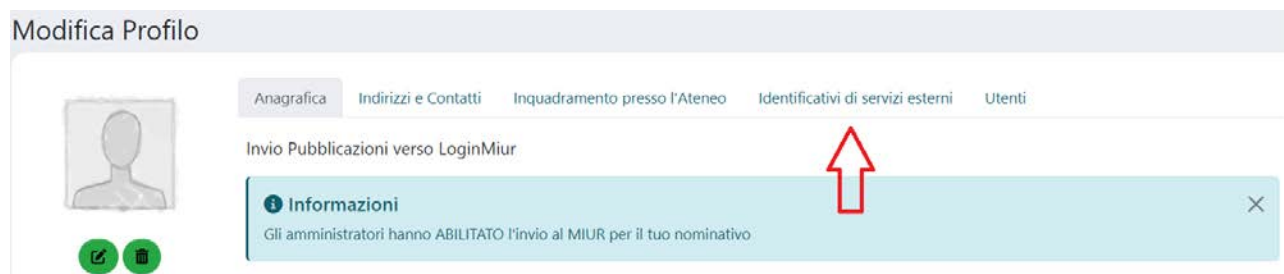 Modifica Profilo
Anagrafica Indirizzi e Contatti Inquadramento presso l'Ateneo Identificativi di servizi esterni Utenti
Invio Pubblicazioni verso LoginMiur
Informazioni
Gli amministratori hanno ABILITATO l'invio al MIUR per il tuo nominativo